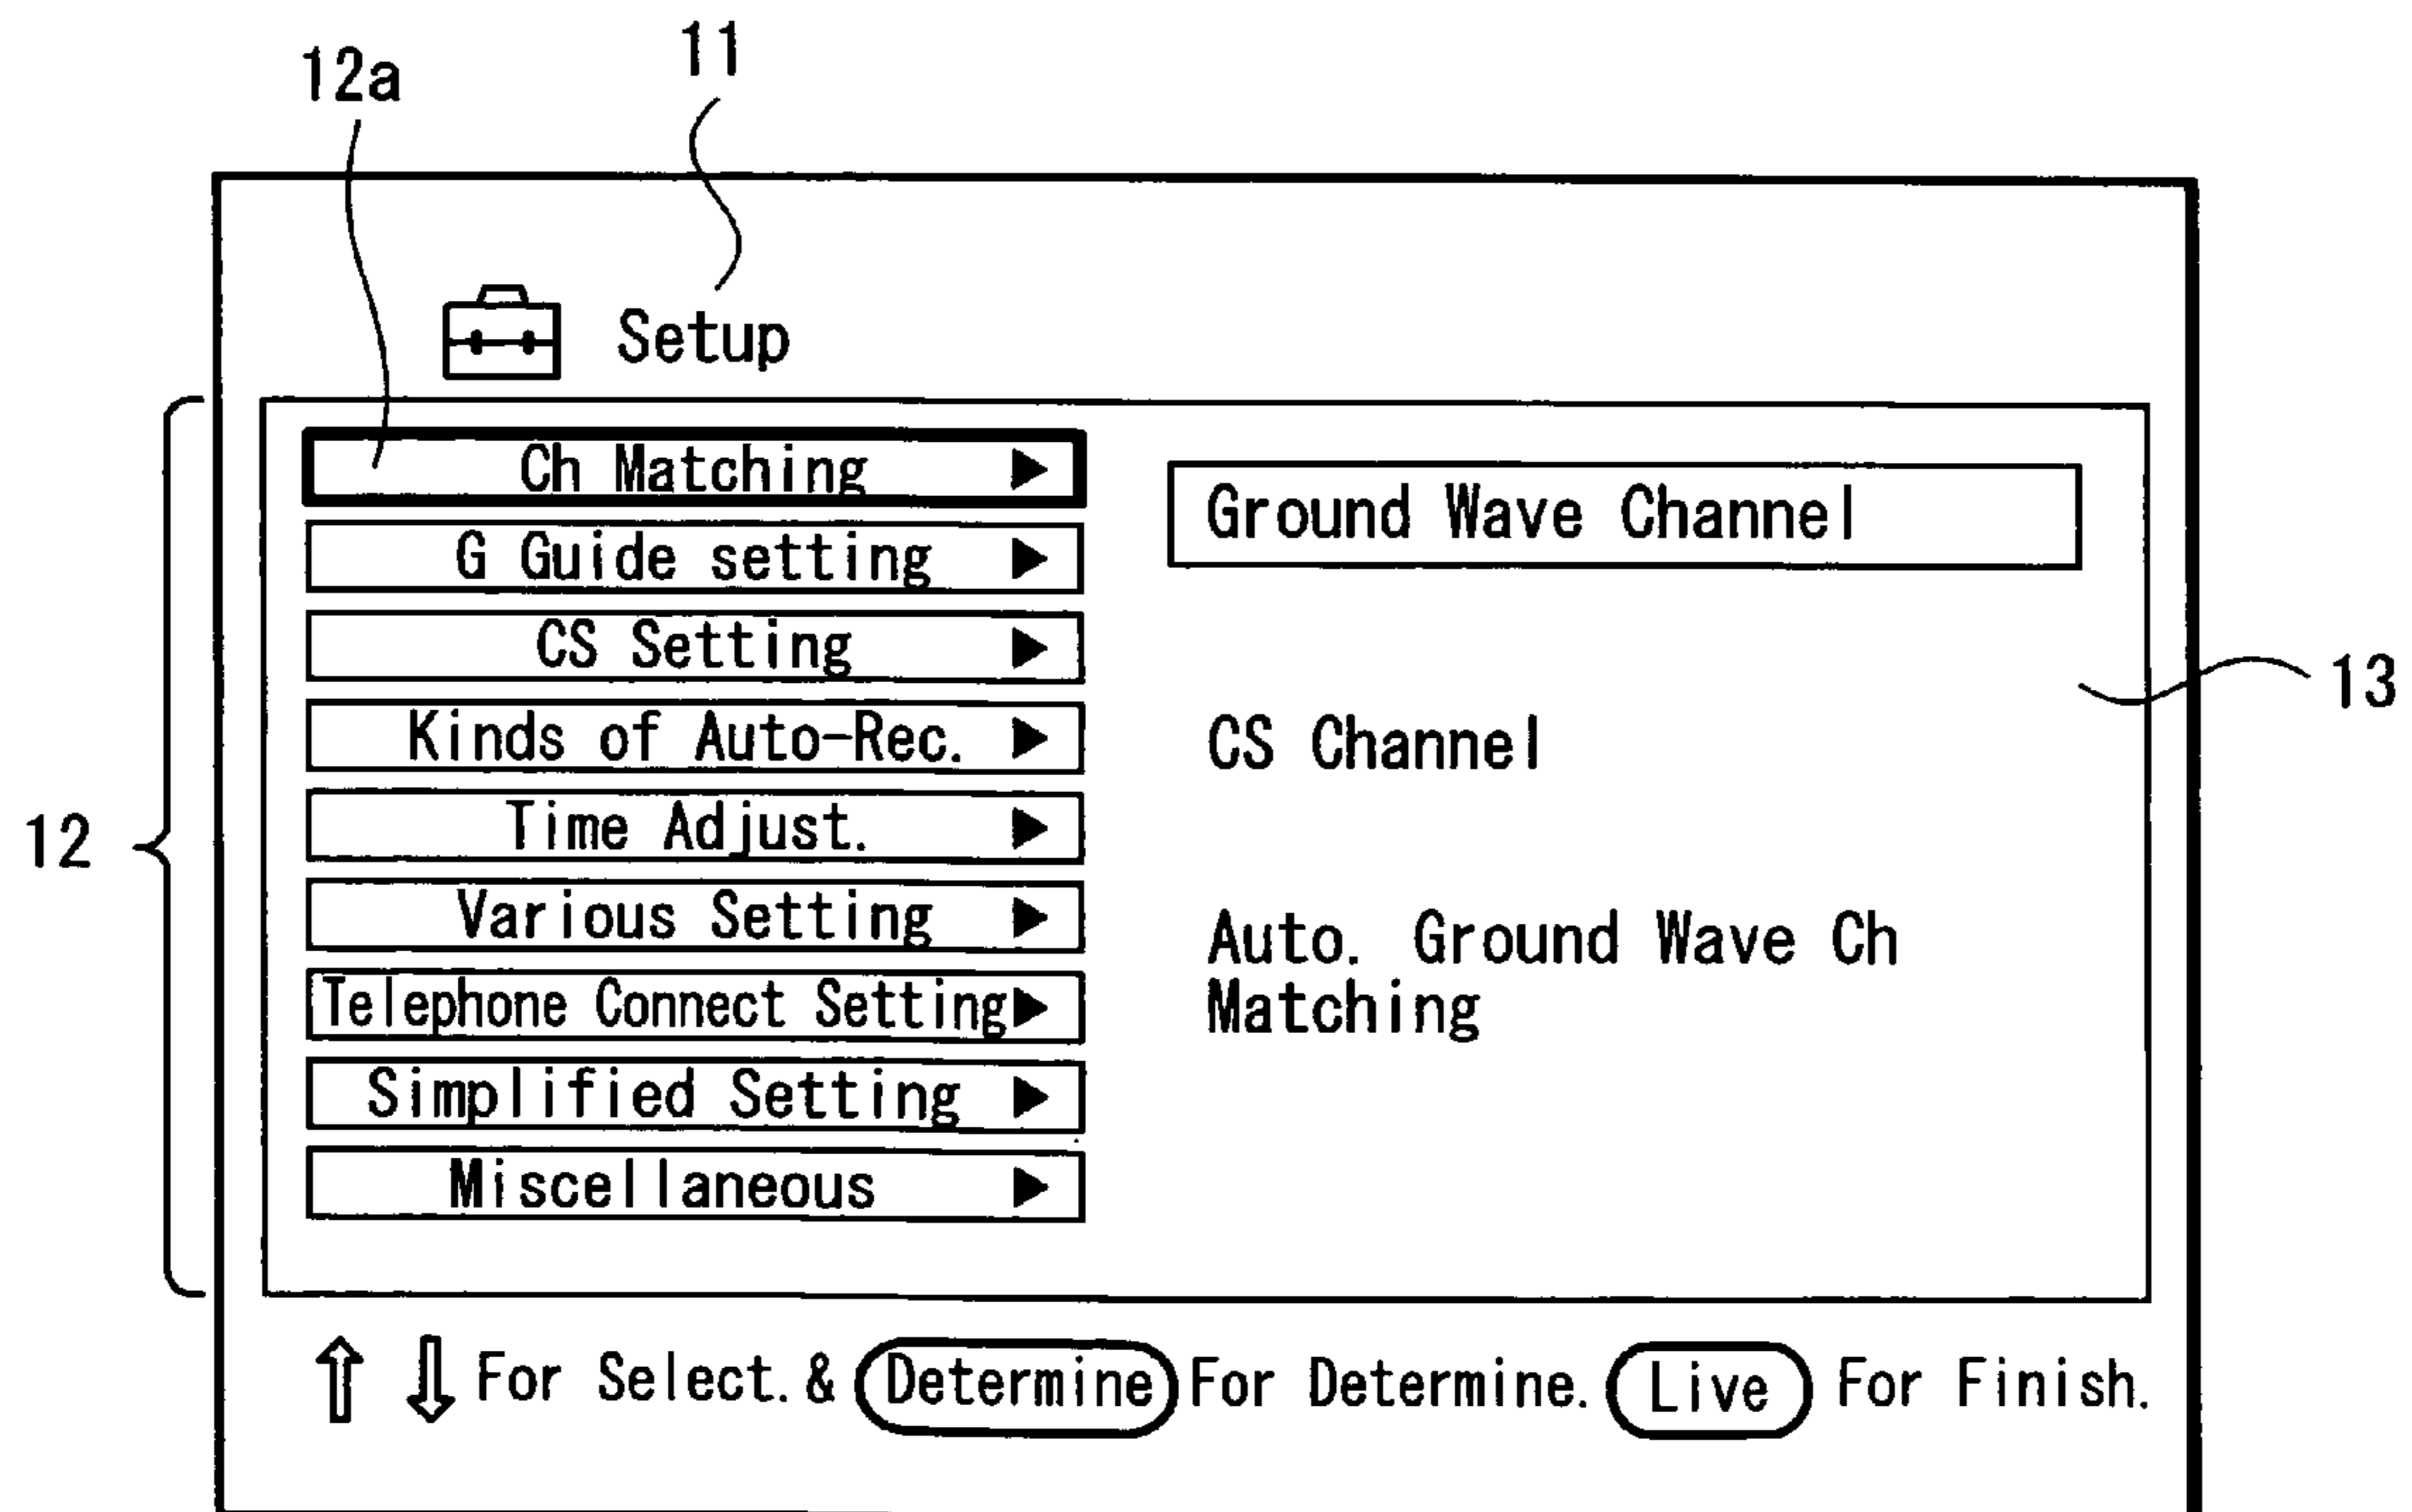 11
12a
Setup
Ch Matching ▶
Ground Wave Channel
G Guide setting ▶
CS Setting ▶
13
Kinds of Auto-Rec. ▶
CS Channel
Time Adjust. ▶
12
Various Setting ▶
Auto. Ground Wave Ch
Matching
Telephone Connect Setting▶
Simplified Setting ▶
Miscellaneous ▶
⇧ ⇩ For Select. & Determine For Determine. Live For Finish.